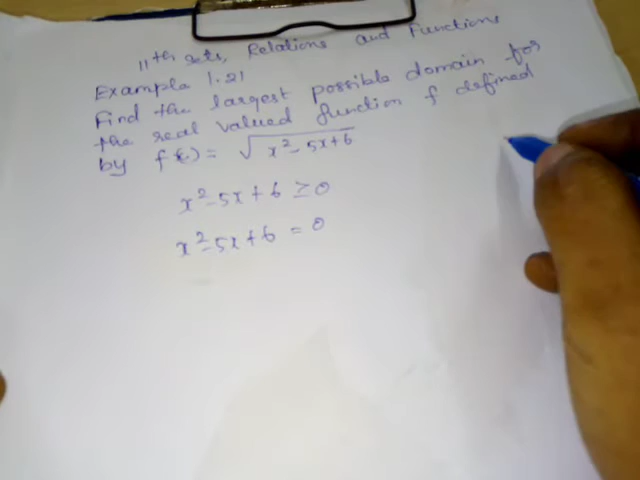 11th sets, Relations and Functions
Example 1.21
Find the largest possible domain for
the real valued function f defined
by f(x) = √x²-5x+6
x²-5x+6 ≥ 0
x²-5x+6 = 0